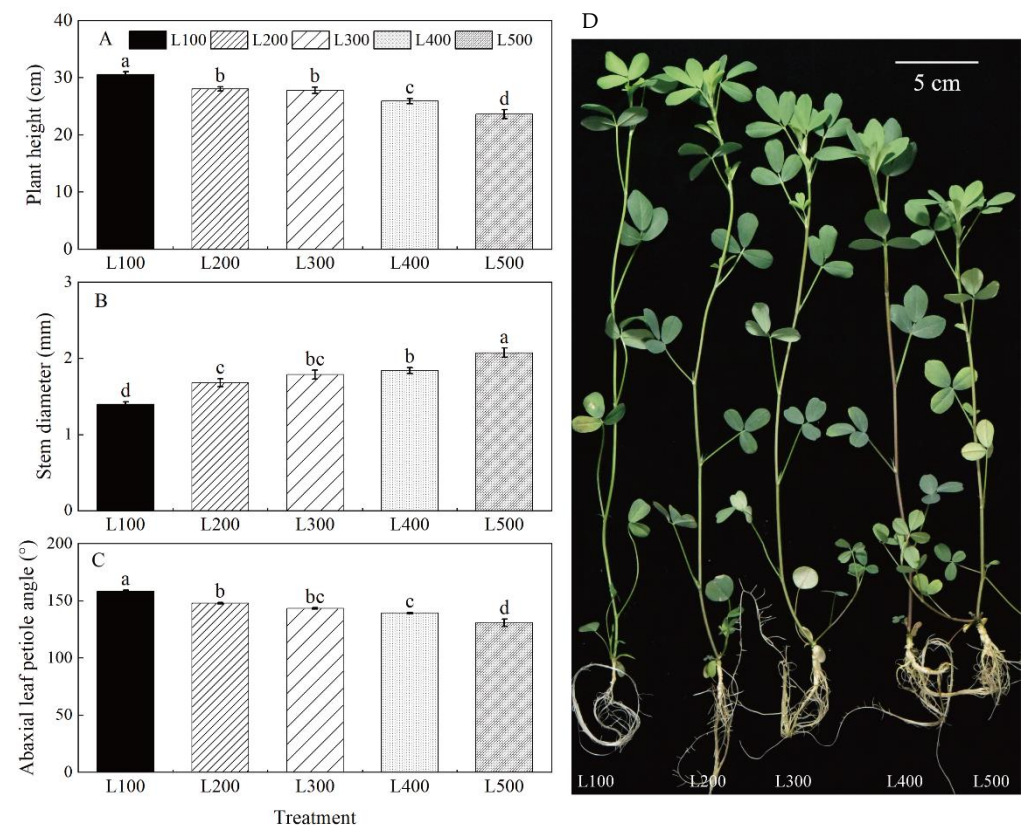 A
L100 L200 L300 L400 L500
40
30
20
10
0
Plant height (cm)
a b b c d
L100 L200 L300 L400 L500
B
3
2
1
0
Stem diameter (mm)
d c bc b a
L100 L200 L300 L400 L500
C
200
150
100
50
0
Abaxial leaf petiole angle (°)
a b bc c d
L100 L200 L300 L400 L500
Treatment
D
5 cm
L100 L200 L300 L400 L500